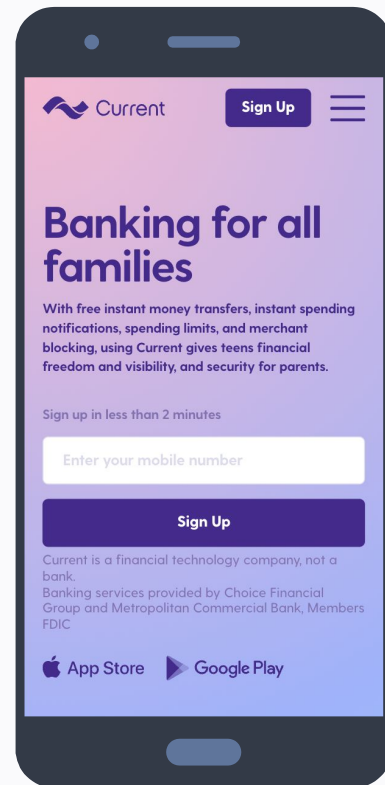 Current
Sign Up
Banking for all
families
With free instant money transfers, instant spending
notifications, spending limits, and merchant
blocking, using Current gives teens financial
freedom and visibility, and security for parents.
Sign up in less than 2 minutes
Enter your mobile number
Sign Up
Current is a financial technology company, not a
bank.
Banking services provided by Choice Financial
Group and Metropolitan Commercial Bank, Members
FDIC
App Store
Google Play